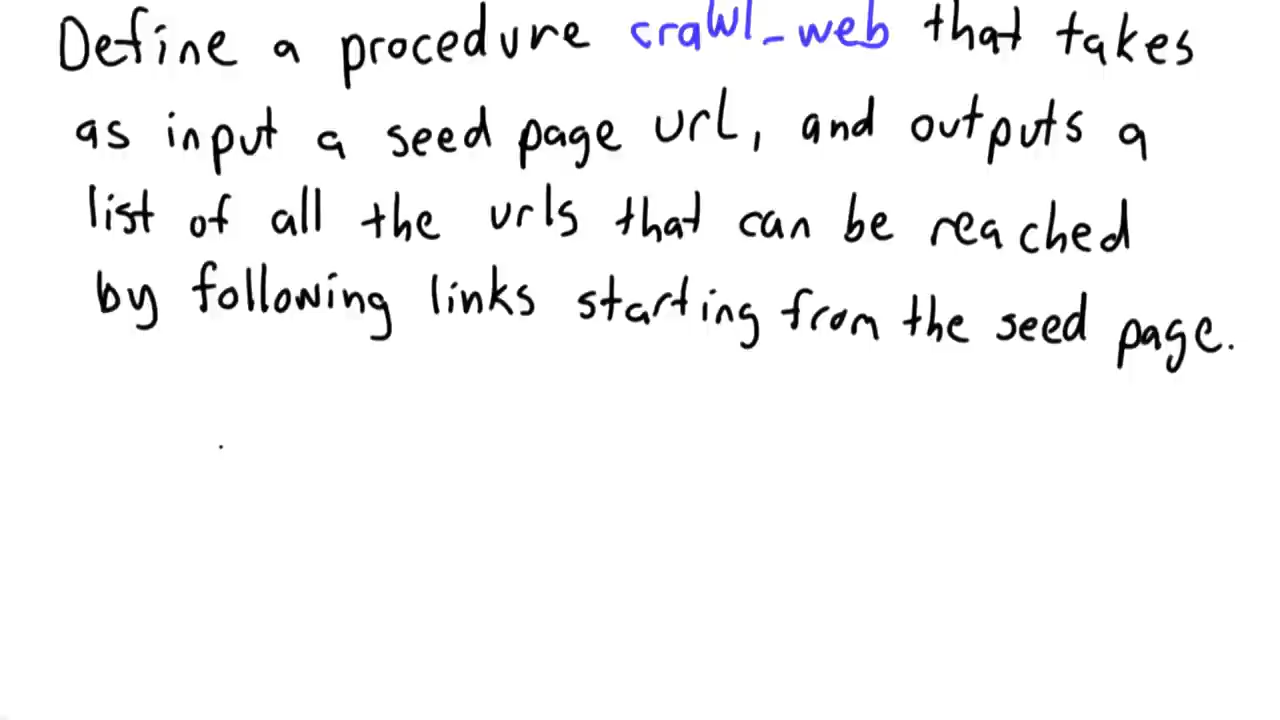 Define a procedure crawl_web that takes
as input a seed page url, and outputs a
list of all the urls that can be reached
by following links starting from the seed page.